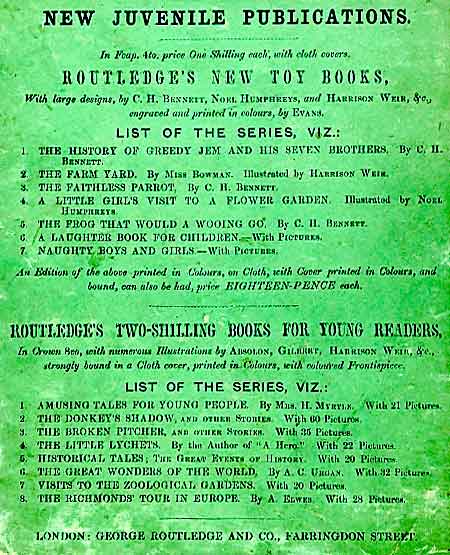 NEW JUVENILE PUBLICATIONS.
In Fcap. 4to, price One Shilling each, with cloth covers.
ROUTLEDGE'S NEW TOY BOOKS,
With large designs, by C. H. BENNETT, NOEL HUMPHREYS, and HARRISON WEIR, &c.,
engraved and printed in colours, by EVANS.
LIST OF THE SERIES, VIZ.:
1. THE HISTORY OF GREEDY JEM AND HIS SEVEN BROTHERS. By C. H.
BENNETT.
2. THE FARM YARD. By MISS BOWMAN. Illustrated by HARRISON WEIR.
3. THE FAITHLESS PARROT, By C. H. BENNETT.
4. A LITTLE GIRL'S VISIT TO A FLOWER GARDEN. Illustrated by NOEL
HUMPHREYS
5. THE FROG THAT WOULD A WOOING GO. By C. H. BENNETT.
6. A LAUGHTER BOOK FOR CHILDREN.—With PICTURES.
7. NAUGHTY BOYS AND GIRLS.—With PICTURES.
An Edition of the above printed in Colours, on Cloth, with Cover printed in Colours, and
bound, can also be had, price EIGHTEEN-PENCE each.
ROUTLEDGE'S TWO-SHILLING BOOKS FOR YOUNG READERS,
In Crown 8vo, with numerous Illustrations by ABSOLON, GILBERT, HARRISON WEIR, &c.,
strongly bound in a Cloth cover, printed in Colours, with coloured Frontispiece.
LIST OF THE SERIES, VIZ.:
1. AMUSING TALES FOR YOUNG PEOPLE. By MRS. H. MYRTLE. With 21 Pictures.
2. THE DONKEY'S SHADOW, AND OTHER STORIES. With 60 Pictures.
3. THE BROKEN PITCHER, AND OTHER STORIES. With 35 Pictures.
4. THE LITTLE LYCHETS. By the Author of "A HERO." With 22 Pictures.
5. HISTORICAL TALES; THE GREAT EVENTS OF HISTORY. With 20 Pictures.
6. THE GREAT WONDERS OF THE WORLD, By A. C. URGAN. With 32 Pictures.
7. VISITS TO THE ZOOLOGICAL GARDENS. With 20 Pictures.
8. THE RICHMONDS' TOUR IN EUROPE. By A. ELWES. With 28 Pictures.
LONDON: GEORGE ROUTLEDGE AND CO., FARRINGDON STREET.